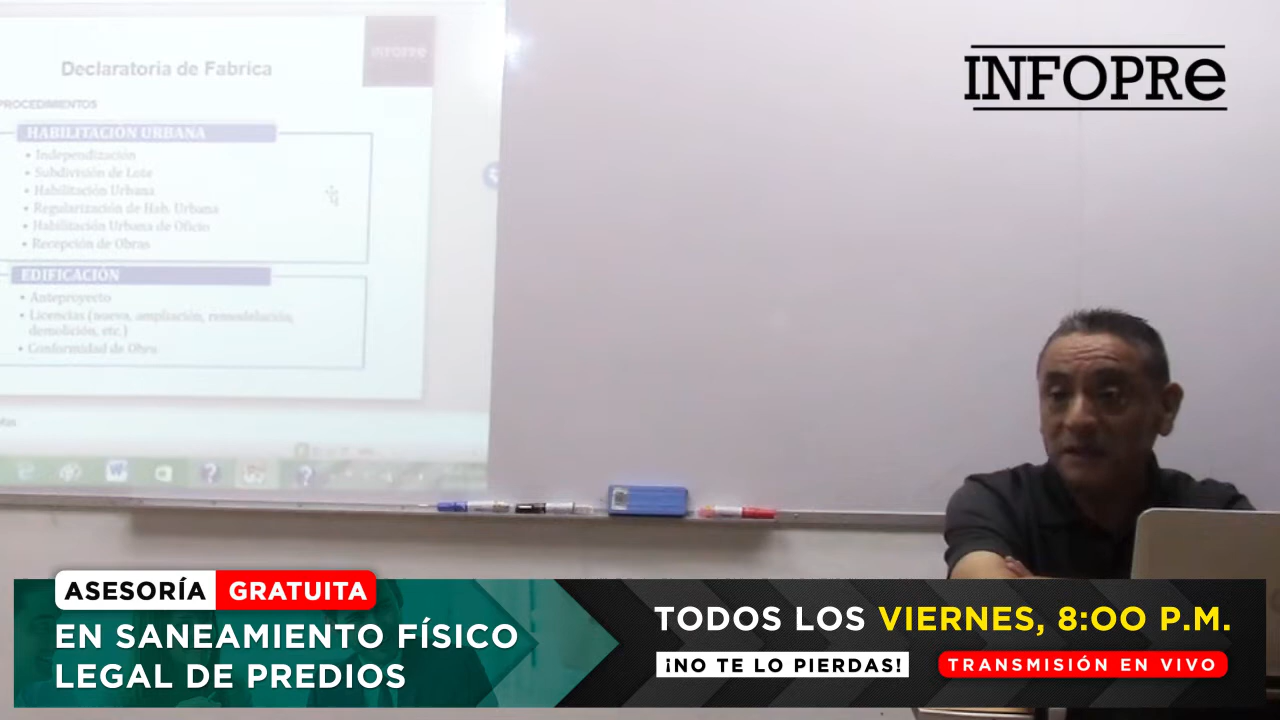 INFOPRe
Declaratoria de Fabrica
INFOPRe
PROCEDIMIENTOS
HABILITACIÓN URBANA
• Independización
• Subdivisión de Lote
• Habilitación Urbana
• Regularización de Hab. Urbana
• Habilitación Urbana de Oficio
• Recepción de Obras
EDIFICACIÓN
• Anteproyecto
• Licencias (nueva, ampliación, remodelación,
demolición, etc.)
• Conformidad de Obra
ASESORÍA GRATUITA
EN SANEAMIENTO FÍSICO
LEGAL DE PREDIOS
TODOS LOS VIERNES, 8:00 P.M.
¡NO TE LO PIERDAS!
TRANSMISIÓN EN VIVO